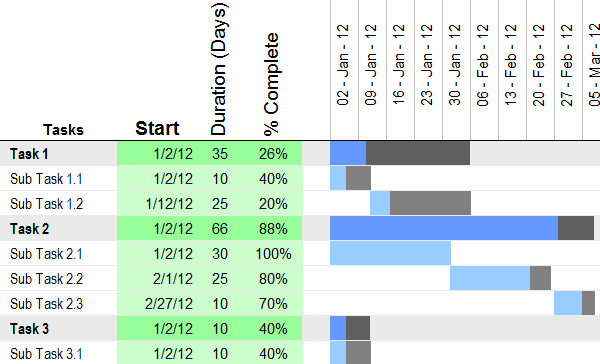 Tasks Start Duration (Days) % Complete 02 - Jan - 12 09 - Jan - 12 16 - Jan - 12 23 - Jan - 12 30 - Jan - 12 06 - Feb - 12 13 - Feb - 12 20 - Feb - 12 27 - Feb - 12 05 - Mar - 12
Task 1 1/2/12 35 26%
Sub Task 1.1 1/2/12 10 40%
Sub Task 1.2 1/12/12 25 20%
Task 2 1/2/12 66 88%
Sub Task 2.1 1/2/12 30 100%
Sub Task 2.2 2/1/12 25 80%
Sub Task 2.3 2/27/12 10 70%
Task 3 1/2/12 10 40%
Sub Task 3.1 1/2/12 10 40%